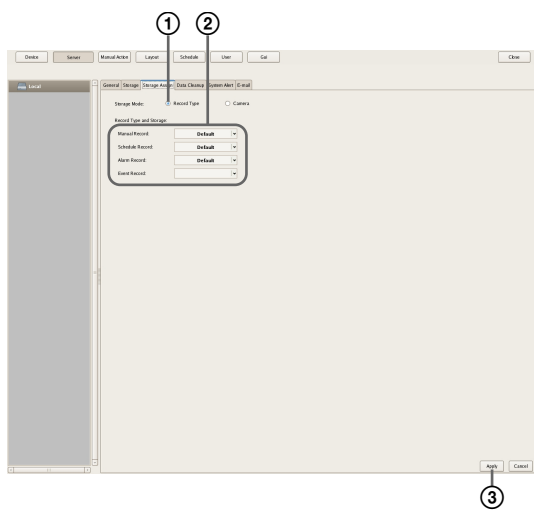 ① ②
Device Server Manual Action Layout Schedule User Gui Close
Local
General Storage Storage Assign Data Cleanup System Alert E-mail
Storage Mode: Record Type Camera
Record Type and Storage:
Manual Record: Default
Schedule Record: Default
Alarm Record: Default
Event Record:
Apply Cancel
③